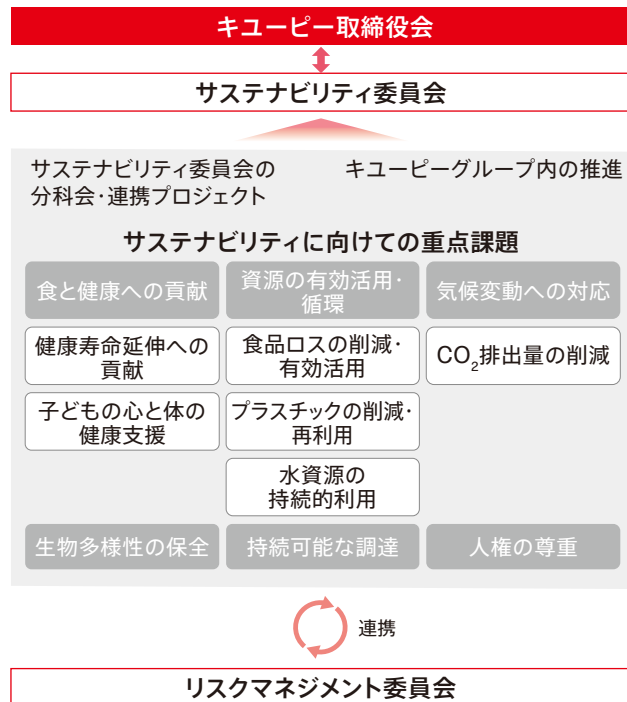 キユーピー取締役会
サステナビリティ委員会
サステナビリティ委員会の
分科会・連携プロジェクト
キユーピーグループ内の推進
サステナビリティに向けての重点課題
食と健康への貢献
資源の有効活用・
循環
気候変動への対応
健康寿命延伸への
貢献
食品ロスの削減・
有効活用
CO₂排出量の削減
子どもの心と体の
健康支援
プラスチックの削減・
再利用
水資源の
持続的利用
生物多様性の保全
持続可能な調達
人権の尊重
連携
リスクマネジメント委員会